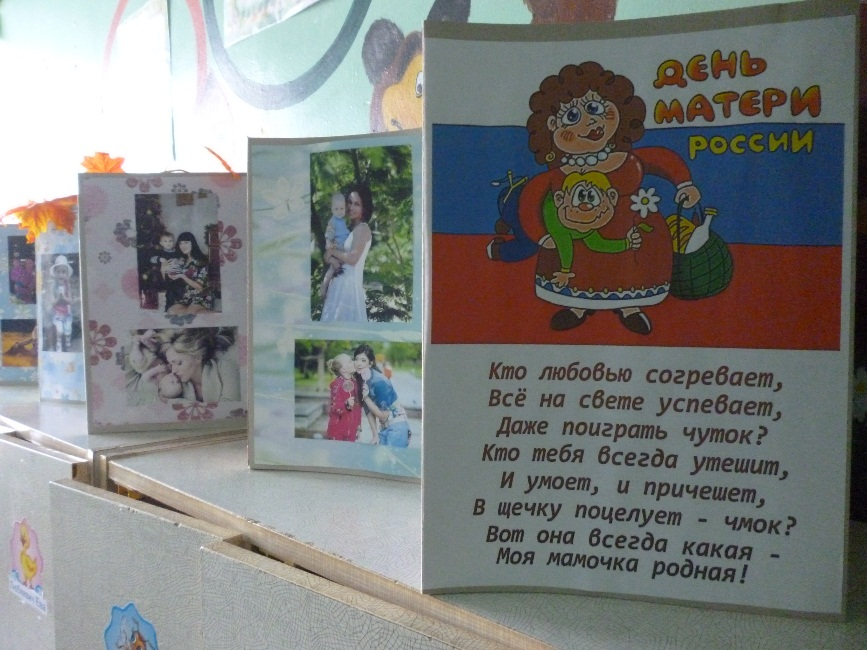 ДЕНЬ
МАТЕРИ
РОССИИ
Кто любовью согревает,
Всё на свете успевает,
Даже поиграть чуток?
Кто тебя всегда утешит,
И умоет, и причешет,
В щечку поцелует - чмок?
Вот она всегда какая -
Моя мамочка родная!